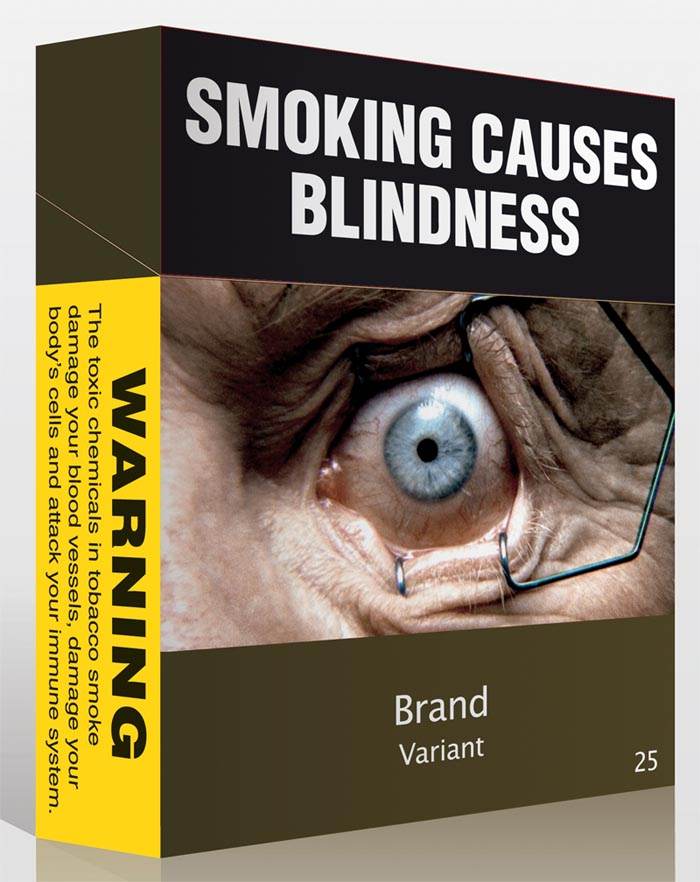 SMOKING CAUSES
BLINDNESS
WARNING
The toxic chemicals in tobacco smoke
damage your blood vessels, damage your
body's cells and attack your immune system.
Brand
Variant
25